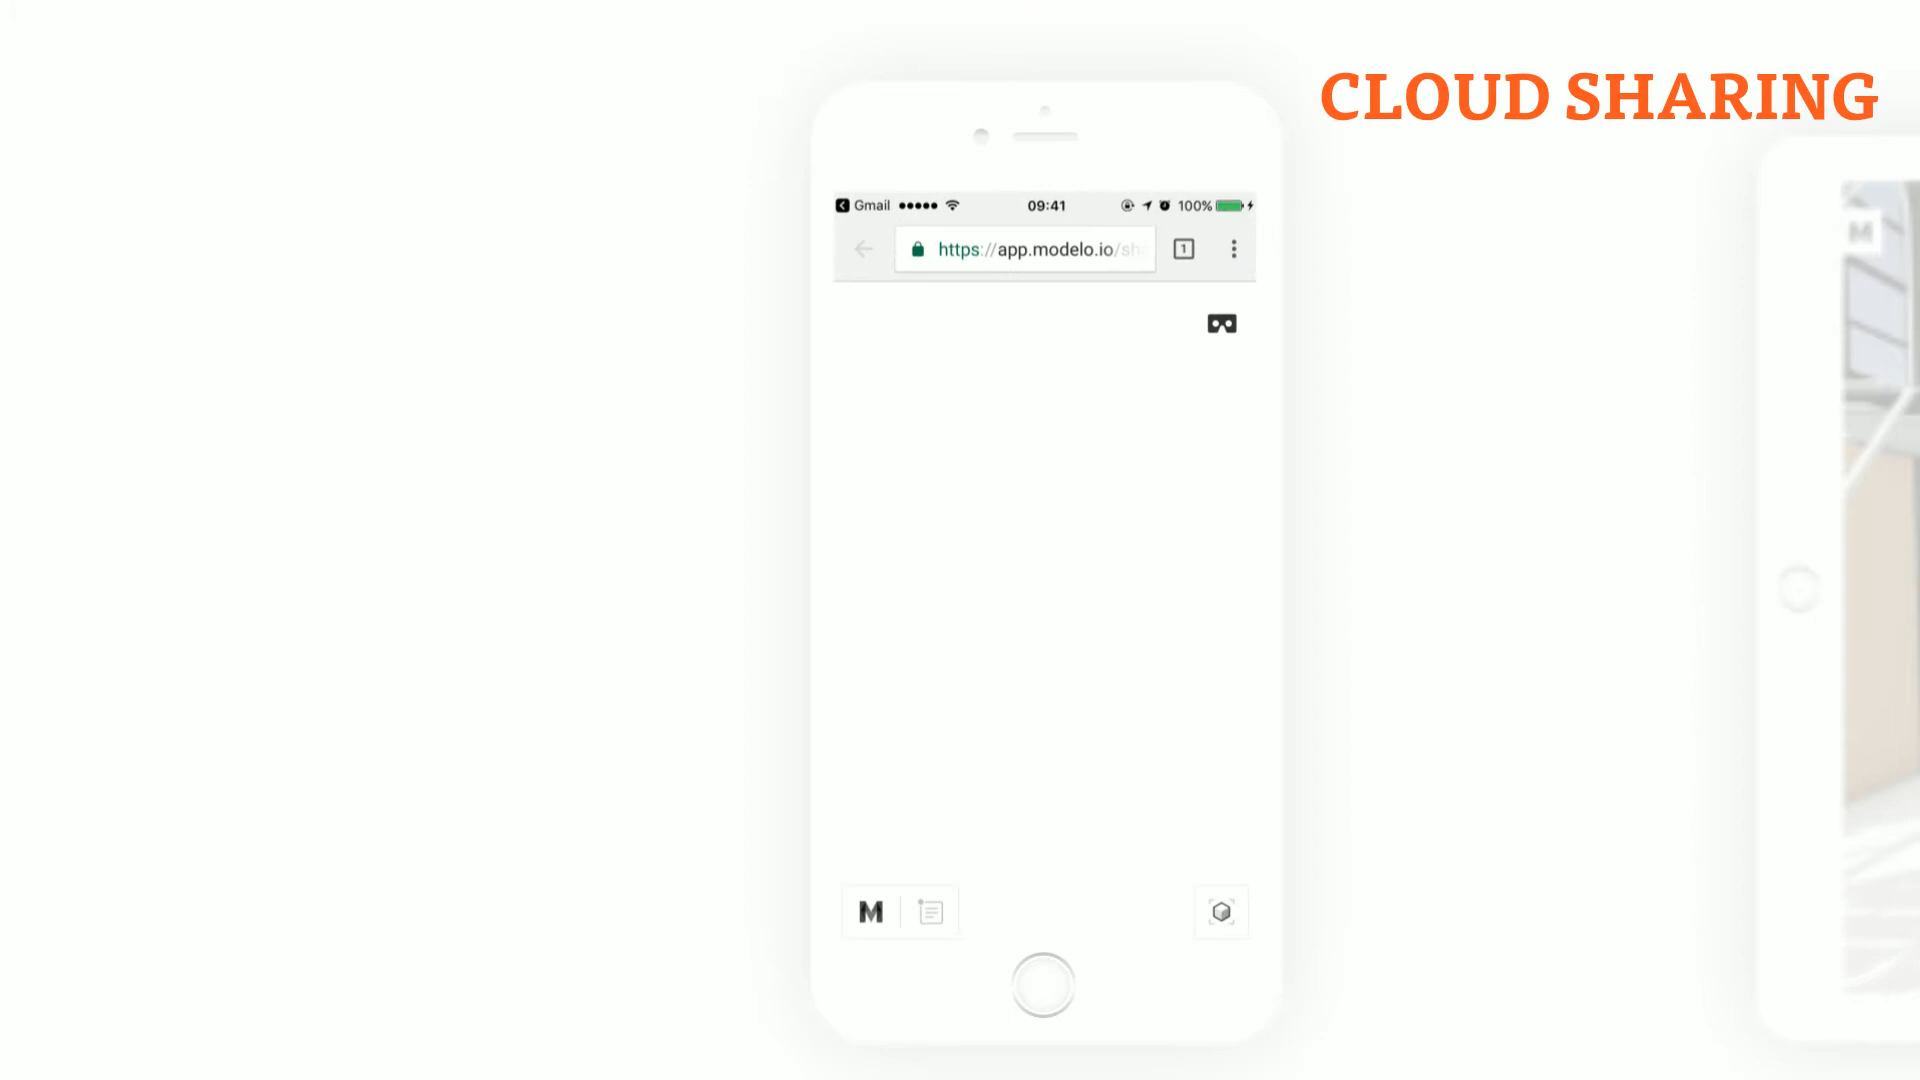 CLOUD SHARING
Gmail 09:41 100%
https://app.modelo.io/sh
1
M
M